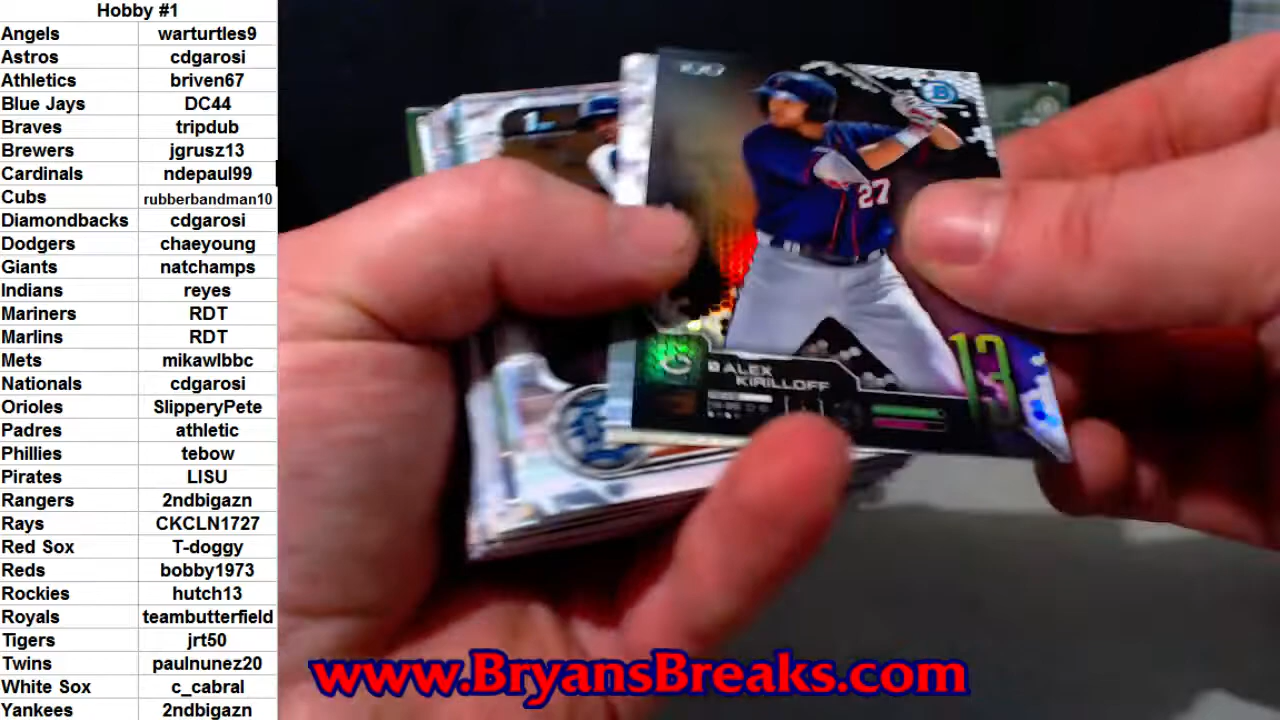 Hobby #1
Angels warturtles9
Astros cdgarosi
Athletics briven67
Blue Jays DC44
Braves tripdub
Brewers jgrusz13
Cardinals ndepaul99
Cubs rubberbandman10
Diamondbacks cdgarosi
Dodgers chaeyoung
Giants natchamps
Indians reyes
Mariners RDT
Marlins RDT
Mets mikawlbbc
Nationals cdgarosi
Orioles SlipperyPete
Padres athletic
Phillies tebow
Pirates LISU
Rangers 2ndbigazn
Rays CKCLN1727
Red Sox T-doggy
Reds bobby1973
Rockies hutch13
Royals teambutterfield
Tigers jrt50
Twins paulnunez20
White Sox c_cabral
Yankees 2ndbigazn
1
B
27
13
ALEX
KIRILLOFF
www.BryansBreaks.com